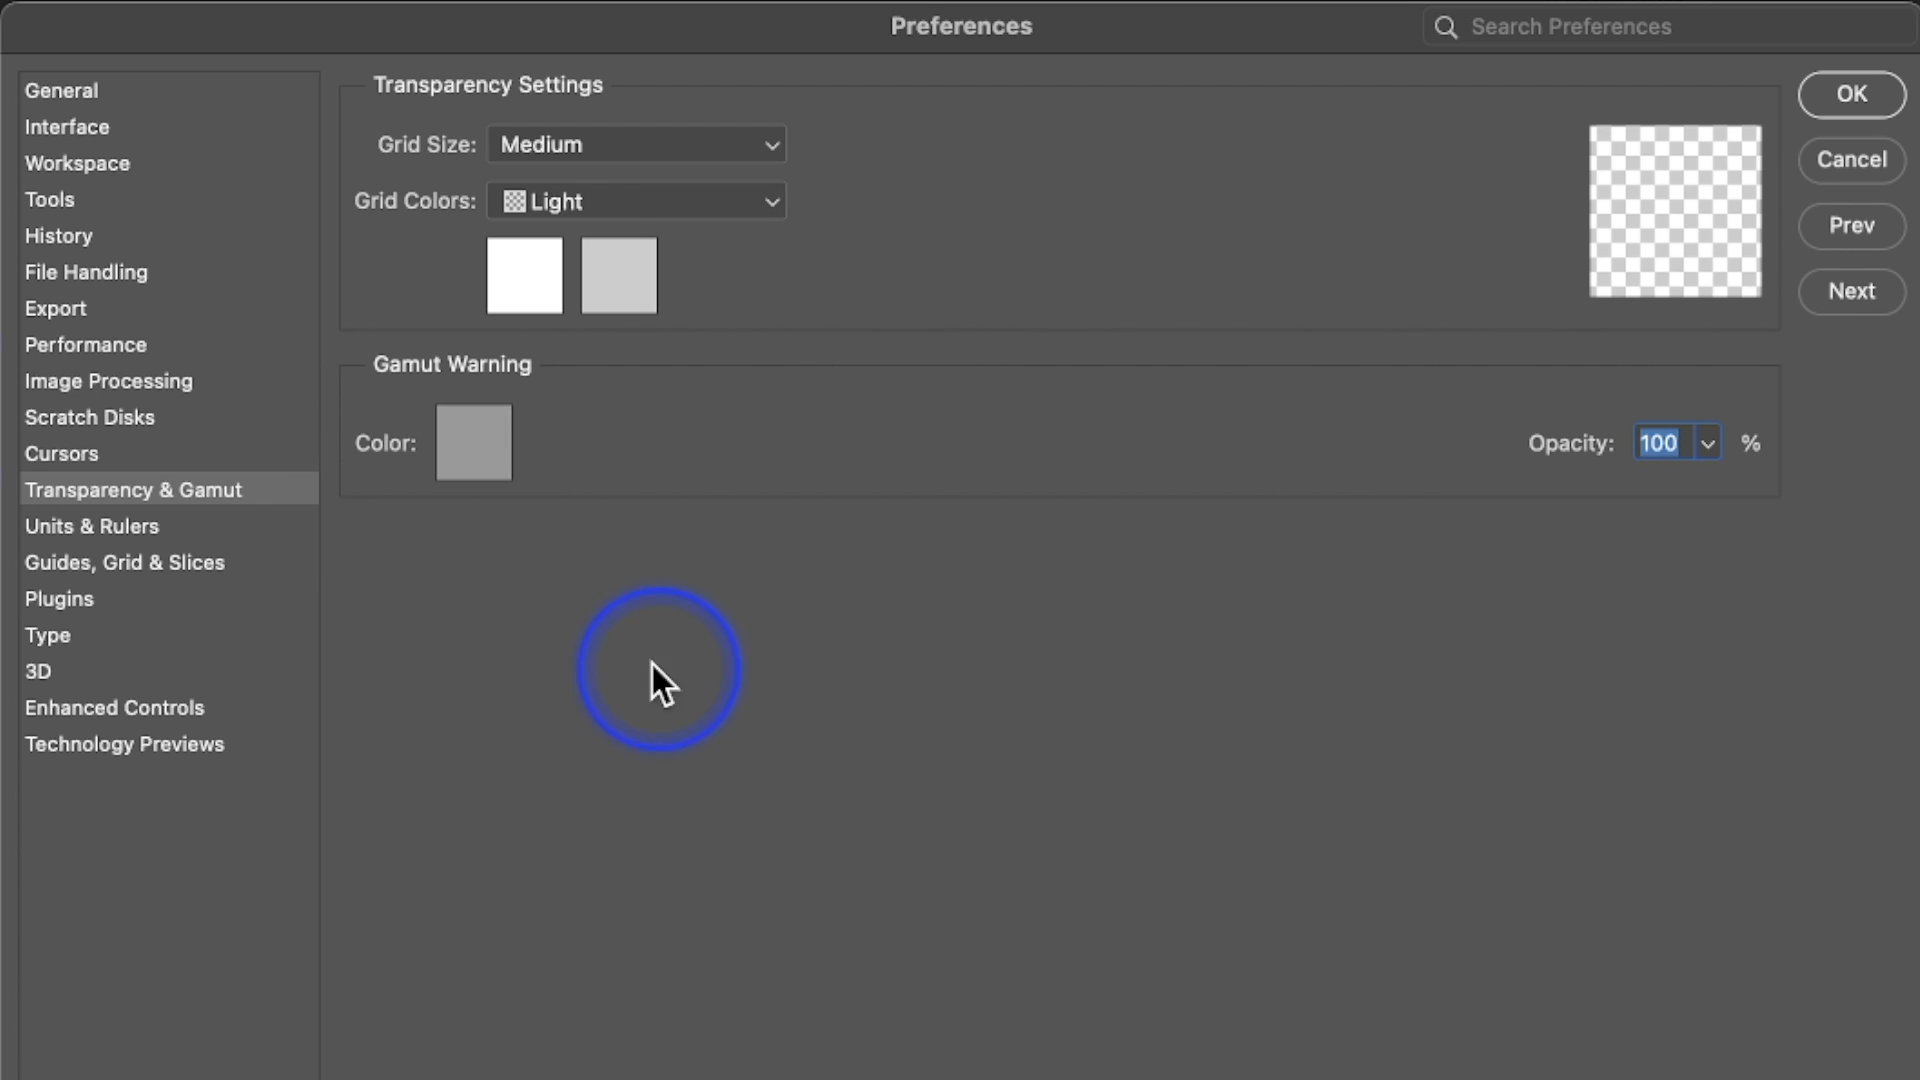 Preferences
Search Preferences
General
Interface
Workspace
Tools
History
File Handling
Export
Performance
Image Processing
Scratch Disks
Cursors
Transparency & Gamut
Units & Rulers
Guides, Grid & Slices
Plugins
Type
3D
Enhanced Controls
Technology Previews
Transparency Settings
Grid Size: Medium
Grid Colors: Light
Gamut Warning
Color:
Opacity: 100 %
OK
Cancel
Prev
Next